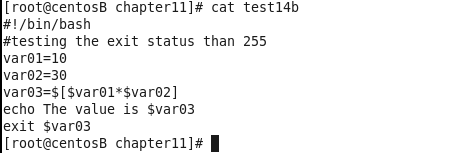 [root@centosB chapter11]# cat test14b
#!/bin/bash
#testing the exit status than 255
var01=10
var02=30
var03=$[$var01*$var02]
echo The value is $var03
exit $var03
[root@centosB chapter11]#